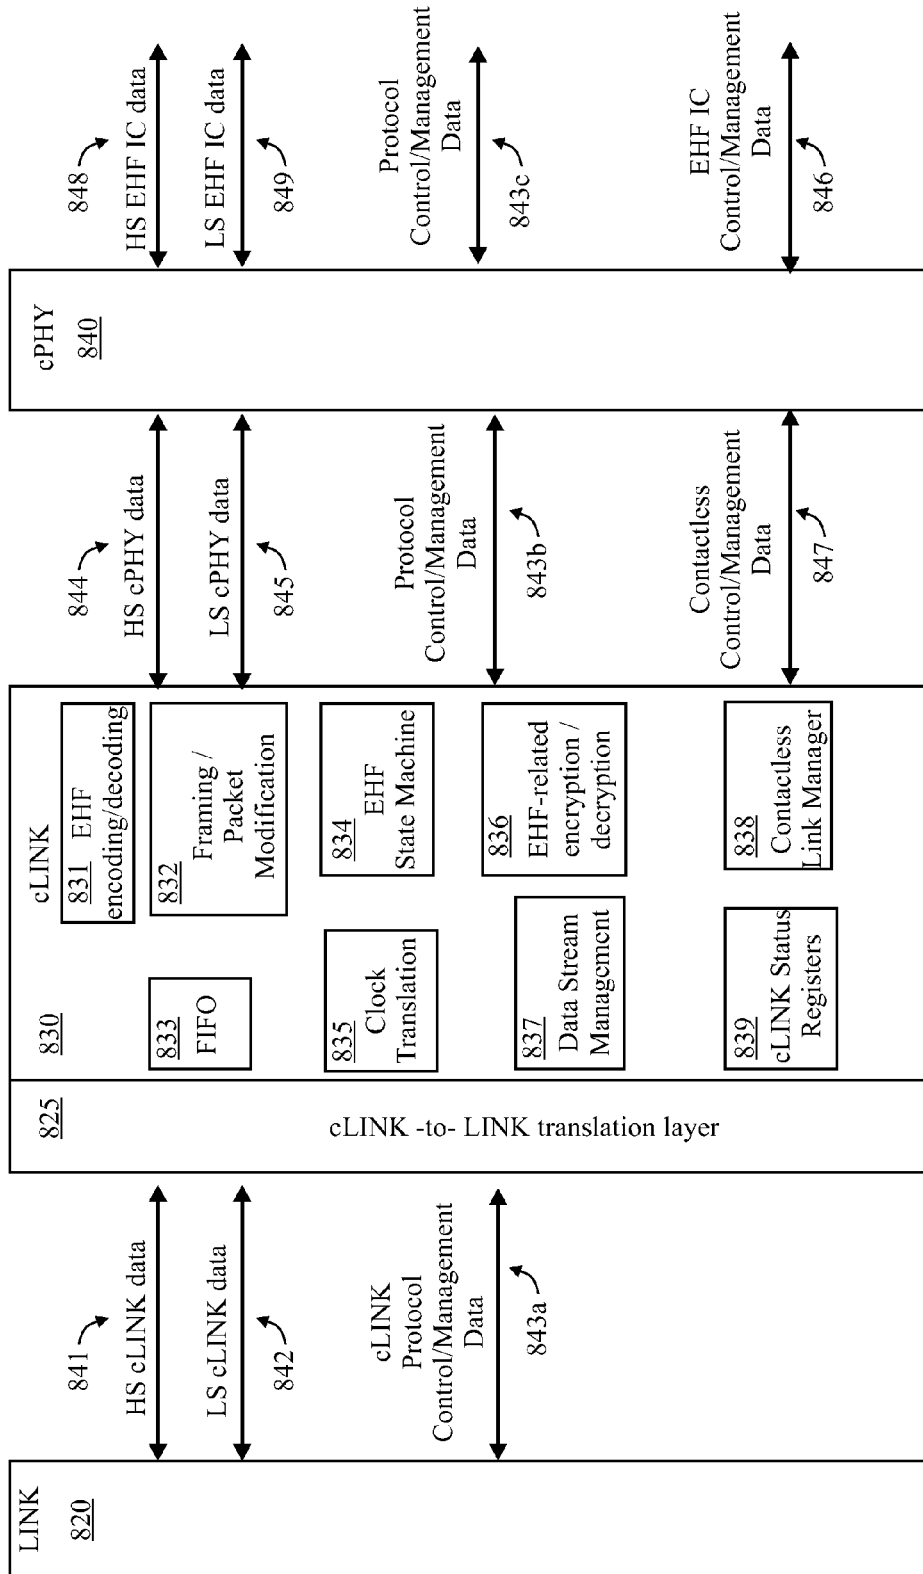 LINK
820
841
HS cLINK data
LS cLINK data
842
cLINK
Protocol
Control/Management
Data
843a
825
cLINK -to- LINK translation layer
cLINK
830
831 EHF
encoding/decoding
832
Framing /
Packet
Modification
833
FIFO
834
EHF
State Machine
835
Clock
Translation
836
EHF-related
encryption /
decryption
837
Data Stream
Management
838
Contactless
Link Manager
839
cLINK Status
Registers
844
HS cPHY data
LS cPHY data
845
Protocol
Control/Management
Data
843b
Contactless
Control/Management
Data
847
cPHY
840
848
HS EHF IC data
LS EHF IC data
849
Protocol
Control/Management
Data
843c
EHF IC
Control/Management
Data
846